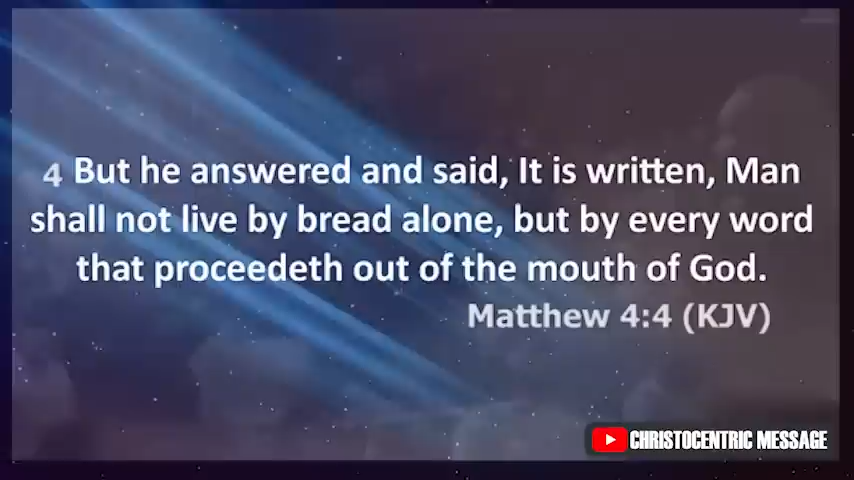 4 But he answered and said, It is written, Man
shall not live by bread alone, but by every word
that proceedeth out of the mouth of God.
Matthew 4:4 (KJV)
CHRISTOCENTRIC MESSAGE